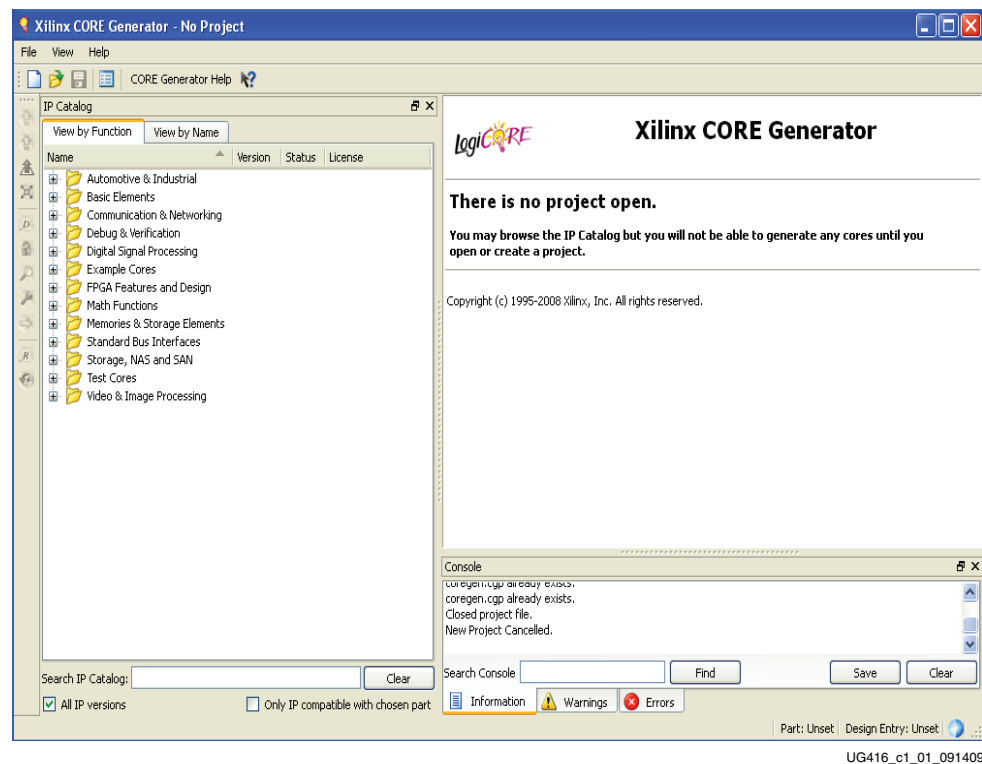 Xilinx CORE Generator - No Project
File View Help
CORE Generator Help
IP Catalog
View by Function View by Name
Name Version Status License
Automotive & Industrial
Basic Elements
Communication & Networking
Debug & Verification
Digital Signal Processing
Example Cores
FPGA Features and Design
Math Functions
Memories & Storage Elements
Standard Bus Interfaces
Storage, NAS and SAN
Test Cores
Video & Image Processing
Search IP Catalog: Clear
All IP versions Only IP compatible with chosen part
logiCORE Xilinx CORE Generator
There is no project open.
You may browse the IP Catalog but you will not be able to generate any cores until you
open or create a project.
Copyright (c) 1995-2008 Xilinx, Inc. All rights reserved.
Console
coregen.cgp already exists.
coregen.cgp already exists.
Closed project file.
New Project Cancelled.
Search Console Find Save Clear
Information Warnings Errors
Part: Unset Design Entry: Unset
UG416_c1_01_091409